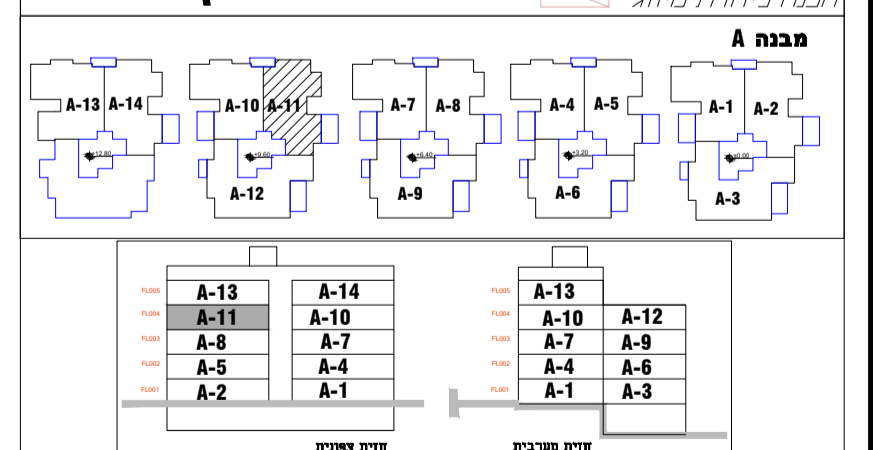 מבנה A
A-13 A-14 A-10 A-11 A-7 A-8 A-4 A-5 A-1 A-2
+12.80 +9.60 +6.40 +3.20 ±0.00
A-12 A-9 A-6 A-3
FL005 A-13 A-14 FL005 A-13
FL004 A-11 A-10 FL004 A-10 A-12
FL003 A-8 A-7 FL003 A-7 A-9
FL002 A-5 A-4 FL002 A-4 A-6
FL001 A-2 A-1 FL001 A-1 A-3
חזית צפונית חזית מערבית